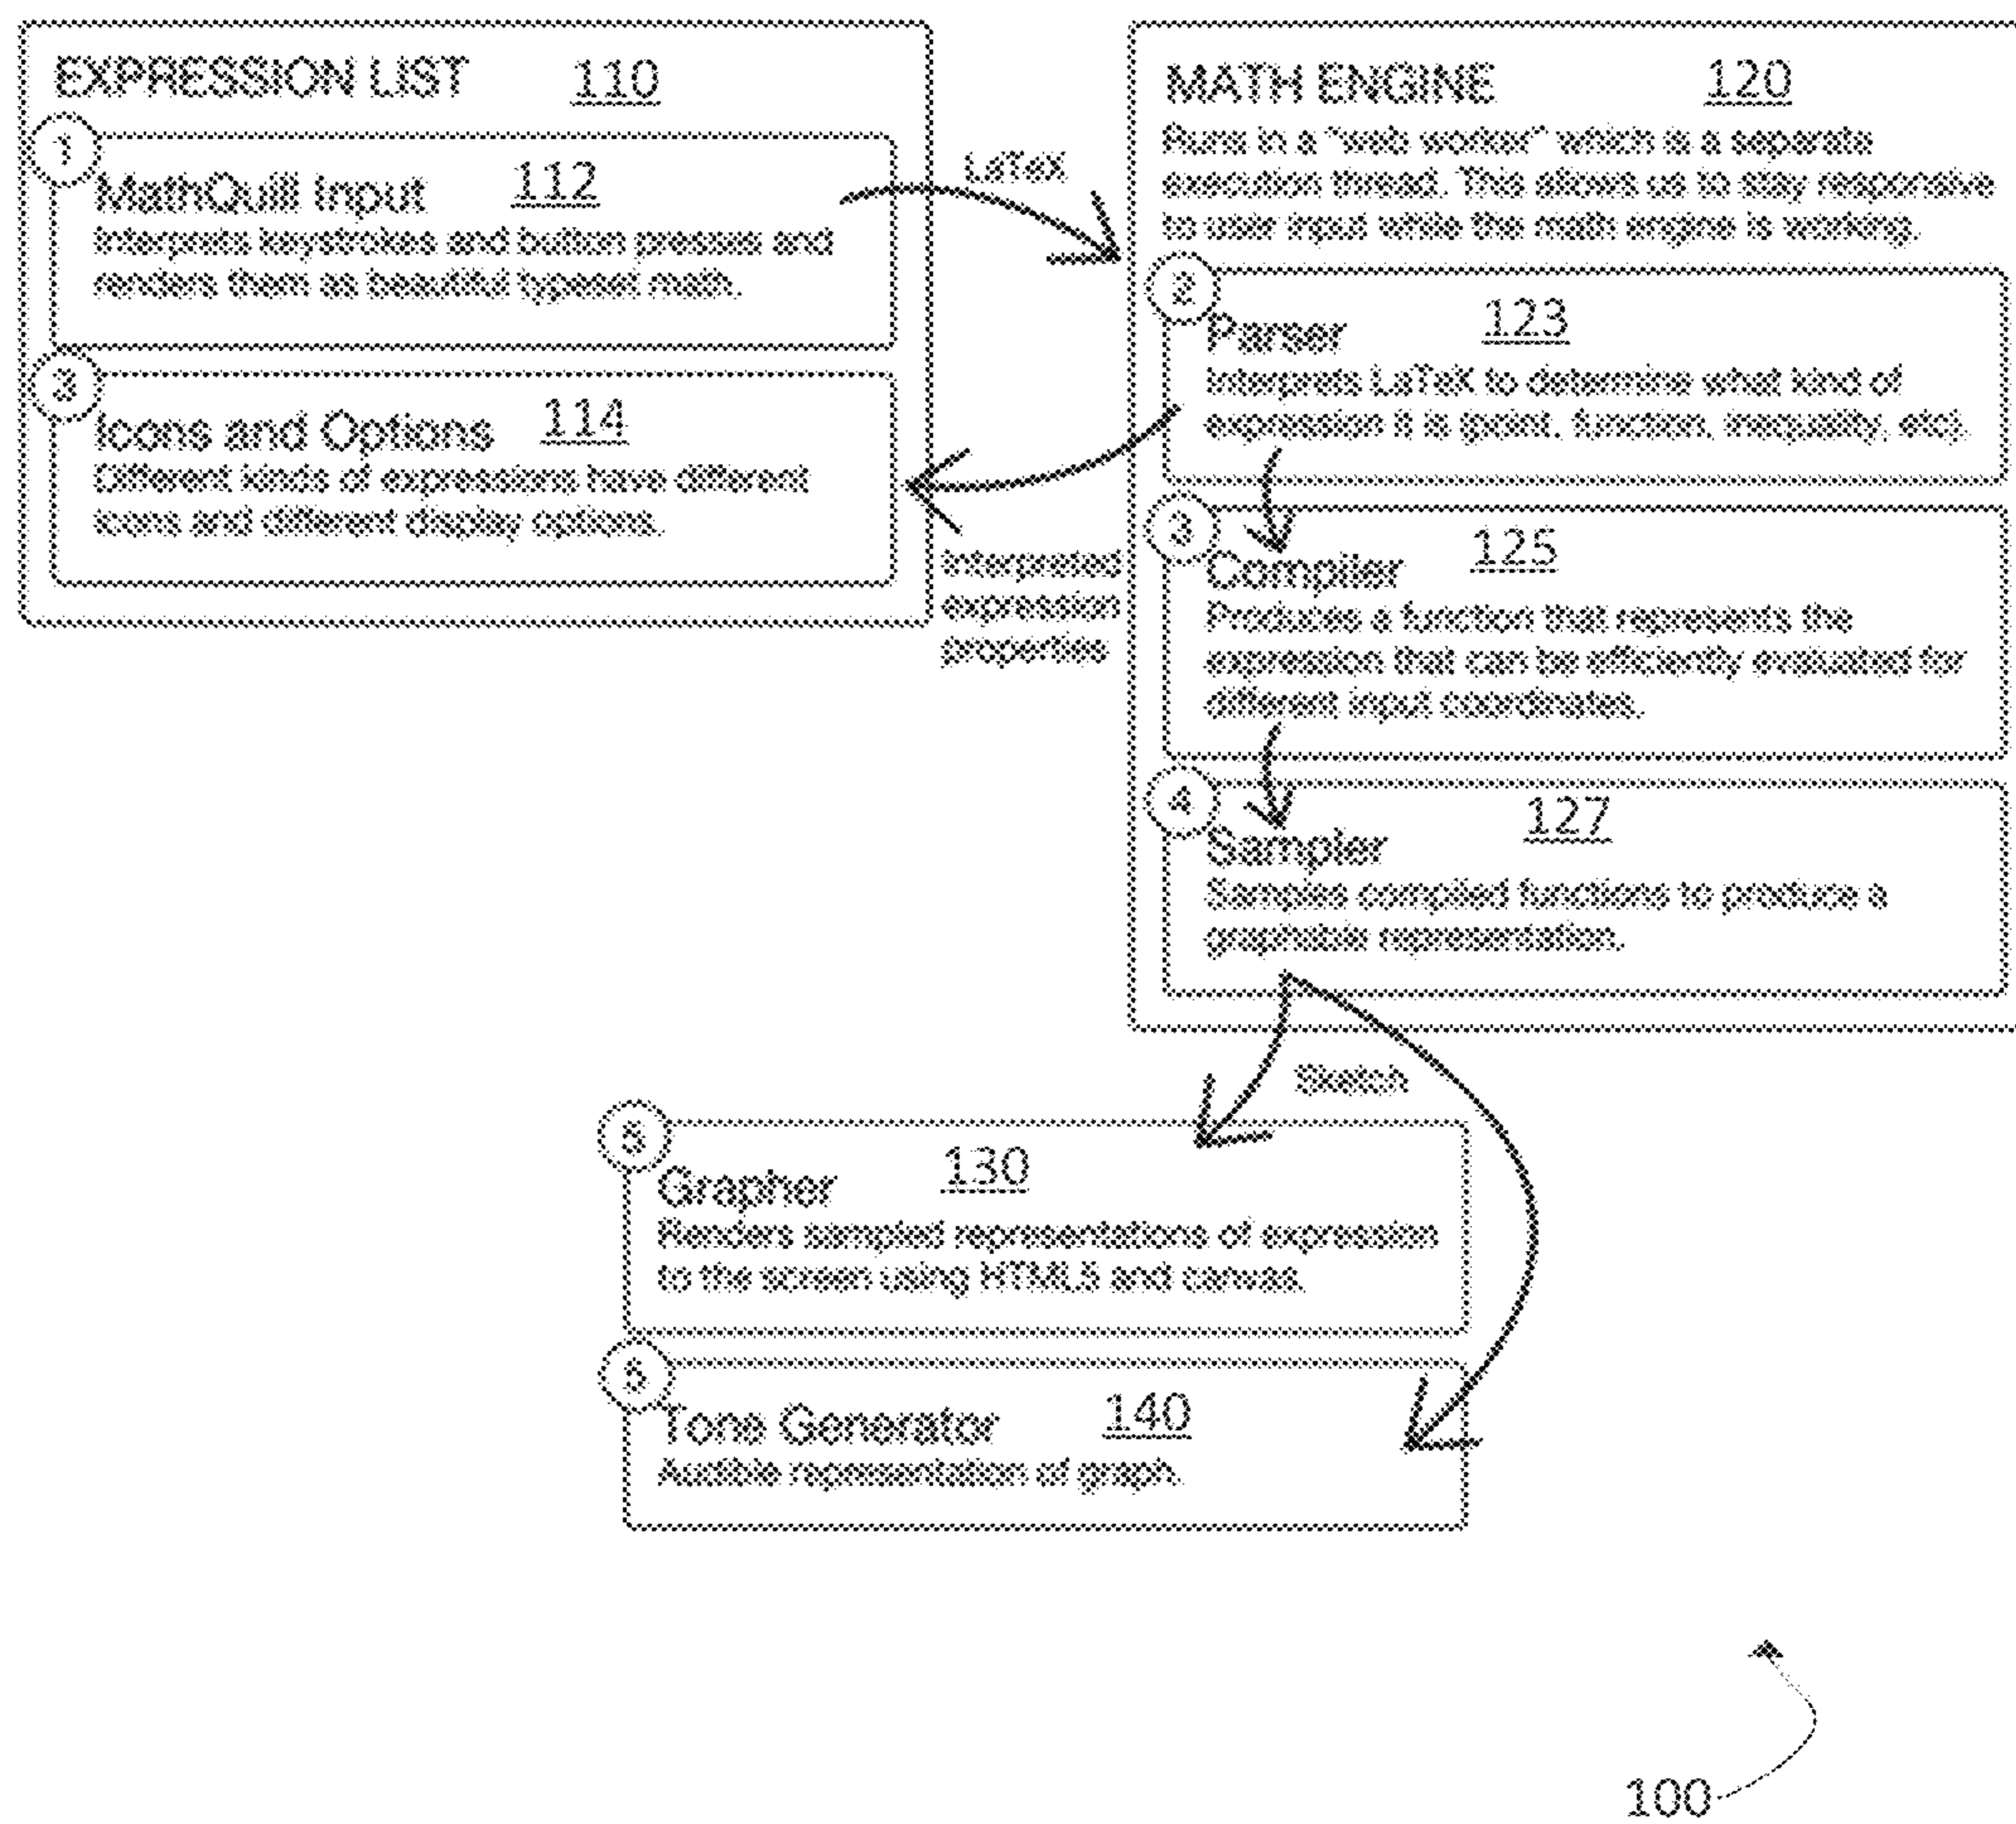 EXPRESSION LIST 110
1
MathQuill Input 112
Interprets keystrokes and button presses and
renders them as beautiful typeset math.
3
Icons and Options 114
Different kinds of expressions have different
icons and different display options.
LaTeX
Interpreted
expression
properties
MATH ENGINE 120
Runs in a "web worker" which is a separate
execution thread. This allows us to stay responsive
to user input while the math engine is working.
2
Parser 123
Interprets LaTeX to determine what kind of
expression it is (point, function, inequality, etc).
3
Compiler 125
Produces a function that represents the
expression that can be efficiently evaluated for
different input coordinates.
4
Sampler 127
Samples compiled functions to produce a
graphable representation.
Sketch
5
Grapher 130
Renders sampled representations of expression
to the screen using HTML5 and canvas.
Tone Generator 140
Audible representation of graph.
100